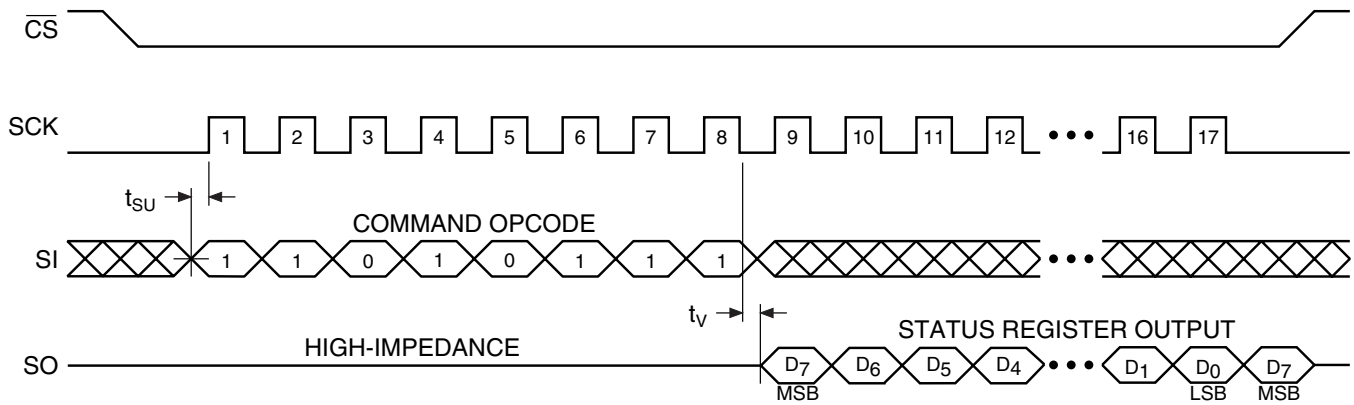 CS
SCK
1 2 3 4 5 6 7 8 9 10 11 12 ••• 16 17
tSU
COMMAND OPCODE
SI
1 1 0 1 0 1 1 1 •••
tV
STATUS REGISTER OUTPUT
HIGH-IMPEDANCE
SO
D7 D6 D5 D4 ••• D1 D0 D7
MSB LSB MSB